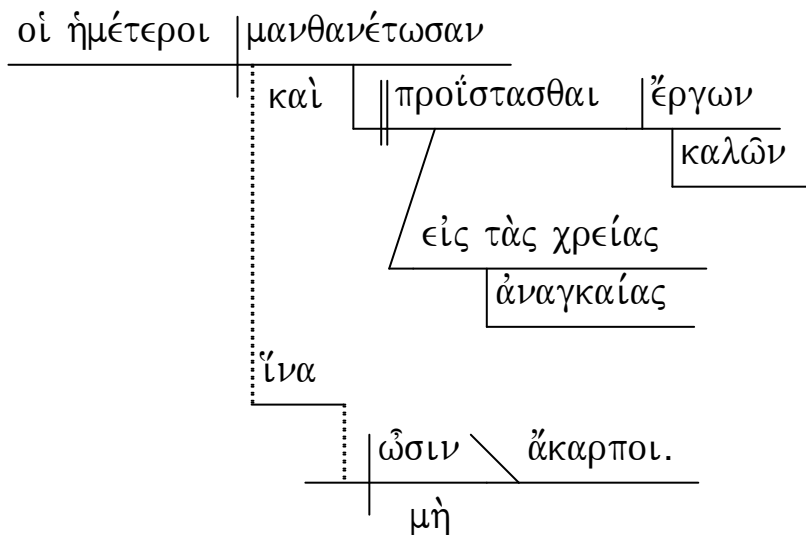 οἱ ἡμέτεροι μανθανέτωσαν
καὶ προΐστασθαι ἔργων
καλῶν
εἰς τὰς χρείας
ἀναγκαίας
ἵνα
ὦσιν ἄκαρποι.
μὴ